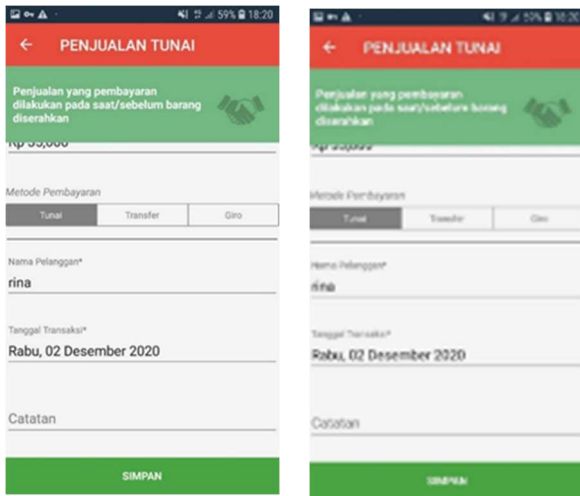 59% 18:20
PENJUALAN TUNAI
Penjualan yang pembayaran
dilakukan pada saat/sebelum barang
diserahkan
Metode Pembayaran
Tunai Transfer Giro
Nama Pelanggan*
rina
Tanggal Transaksi*
Rabu, 02 Desember 2020
Catatan
SIMPAN
59% 18:20
PENJUALAN TUNAI
Penjualan yang pembayaran
dilakukan pada saat/sebelum barang
diserahkan
Metode Pembayaran
Tunai Transfer Giro
Nama Pelanggan*
rina
Tanggal Transaksi*
Rabu, 02 Desember 2020
Catatan
SIMPAN